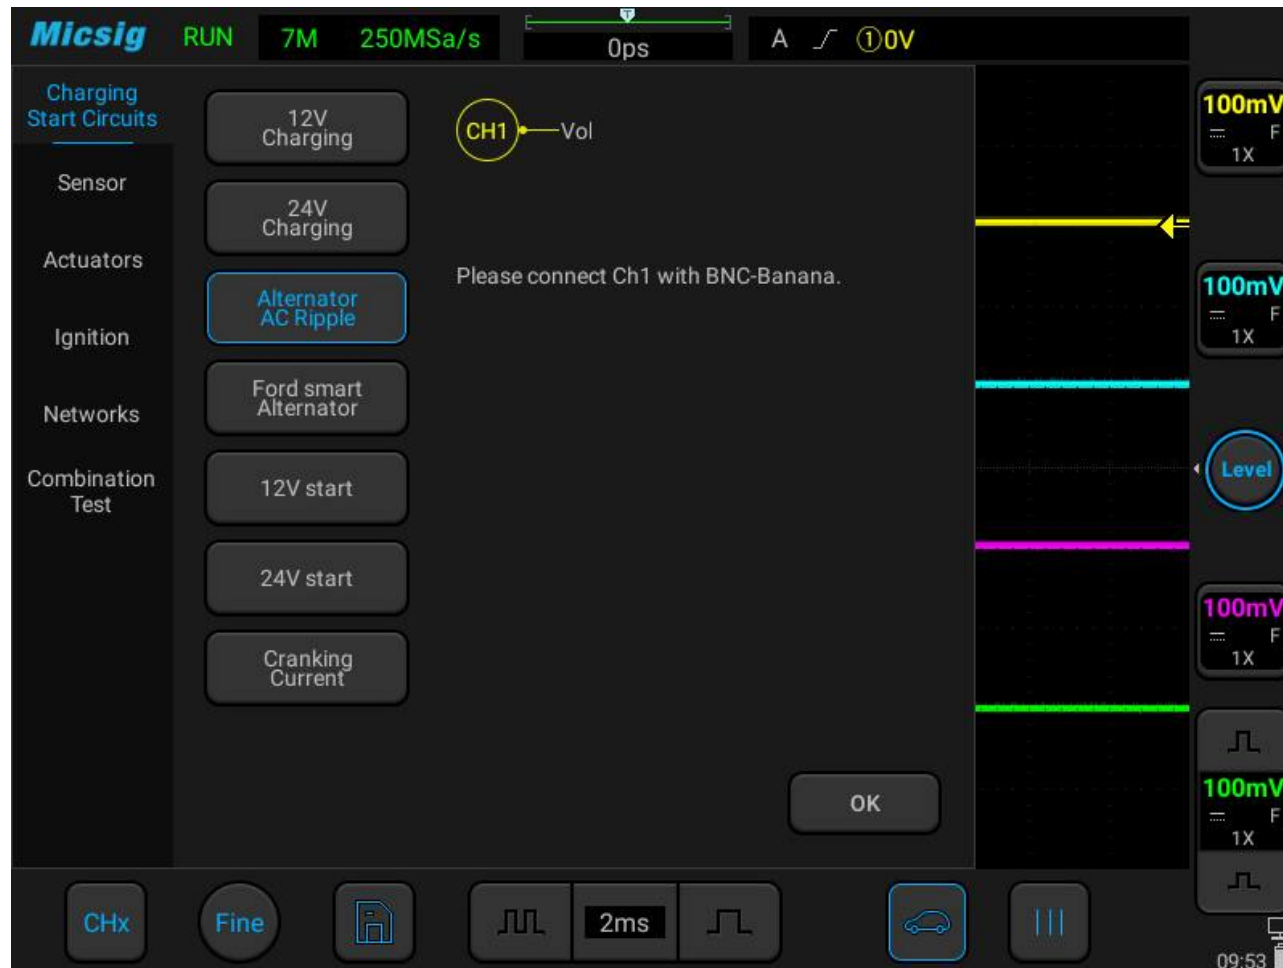 Micsig RUN 7M 250MSa/s 0ps A ①0V
T
Charging
Start Circuits
Sensor
Actuators
Ignition
Networks
Combination
Test
12V
Charging
24V
Charging
Alternator
AC Ripple
Ford smart
Alternator
12V start
24V start
Cranking
Current
CH1 Vol
Please connect Ch1 with BNC-Banana.
OK
100mV
F
1X
100mV
F
1X
Level
100mV
F
1X
100mV
F
1X
CHx Fine 2ms
09:53